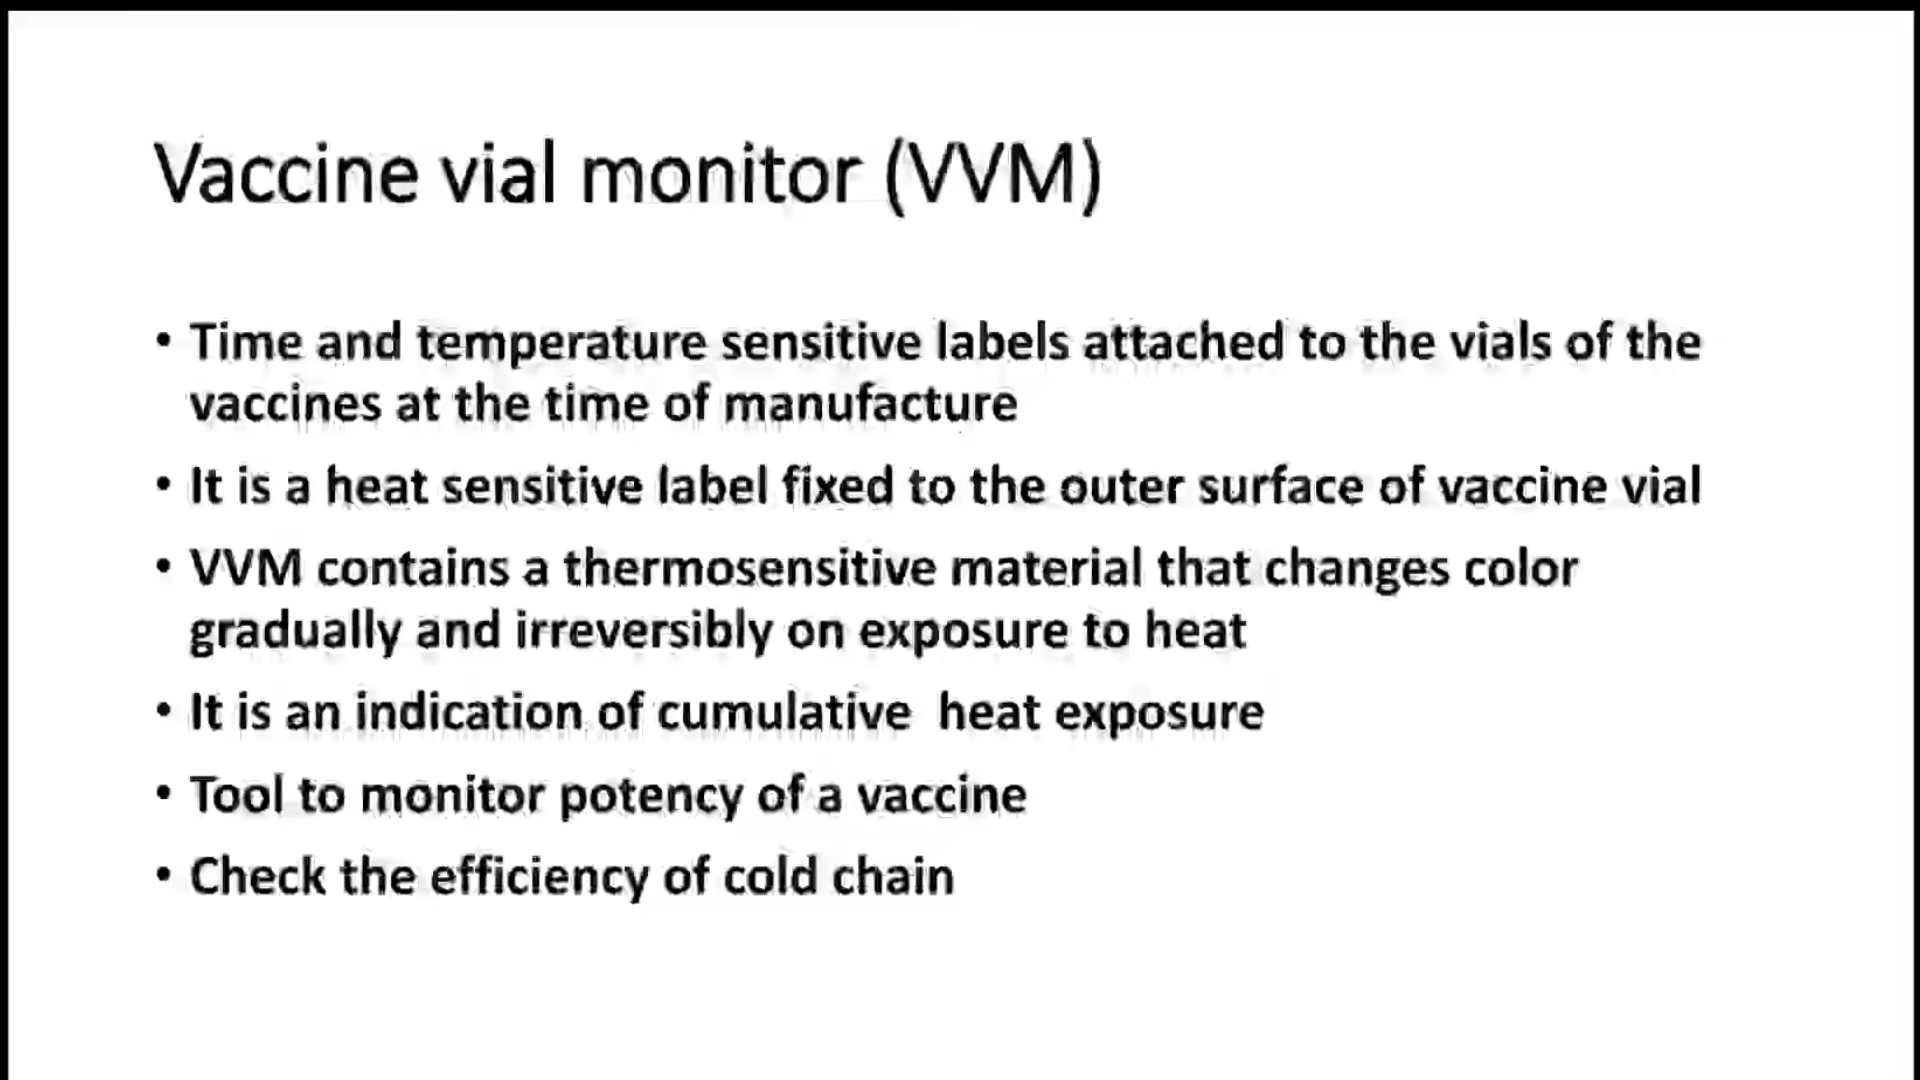 Vaccine vial monitor (VVM)
• Time and temperature sensitive labels attached to the vials of the
vaccines at the time of manufacture
• It is a heat sensitive label fixed to the outer surface of vaccine vial
• VVM contains a thermosensitive material that changes color
gradually and irreversibly on exposure to heat
• It is an indication of cumulative  heat exposure
• Tool to monitor potency of a vaccine
• Check the efficiency of cold chain